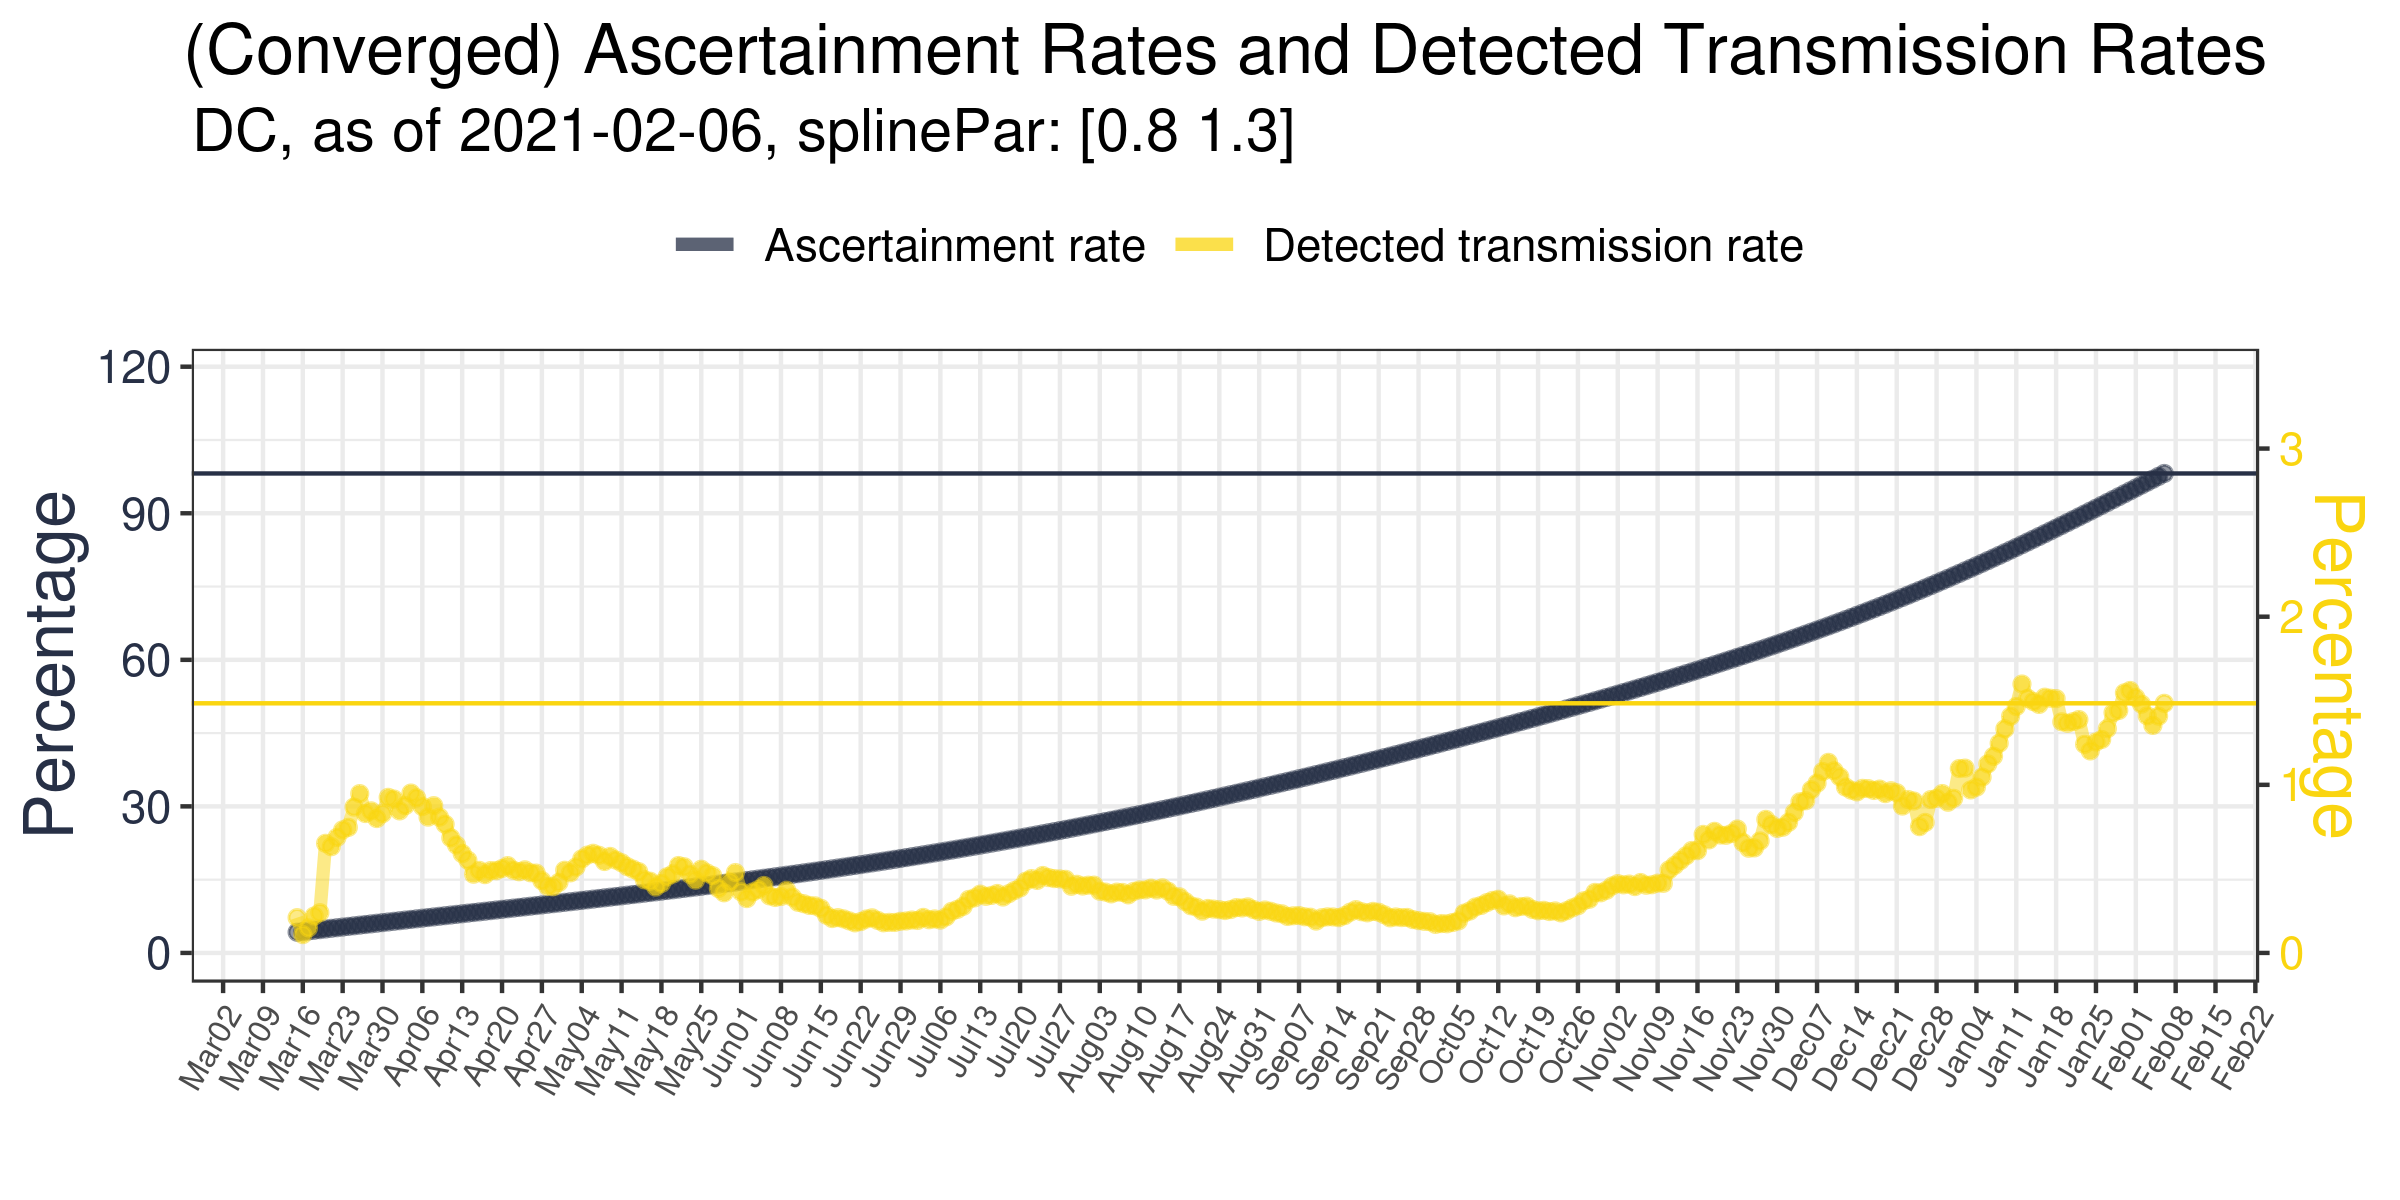 (Converged) Ascertainment Rates and Detected Transmission Rates
DC, as of 2021-02-06, splinePar: [0.8 1.3]
Ascertainment rate Detected transmission rate
Percentage
120
90
60
30
0
3
2
1
0
Percentage
Mar02 Mar09 Mar16 Mar23 Mar30 Apr06 Apr13 Apr20 Apr27 May04 May11 May18 May25 Jun01 Jun08 Jun15 Jun22 Jun29 Jul06 Jul13 Jul20 Jul27 Aug03 Aug10 Aug17 Aug24 Aug31 Sep07 Sep14 Sep21 Sep28 Oct05 Oct12 Oct19 Oct26 Nov02 Nov09 Nov16 Nov23 Nov30 Dec07 Dec14 Dec21 Dec28 Jan04 Jan11 Jan18 Jan25 Feb01 Feb08 Feb15 Feb22